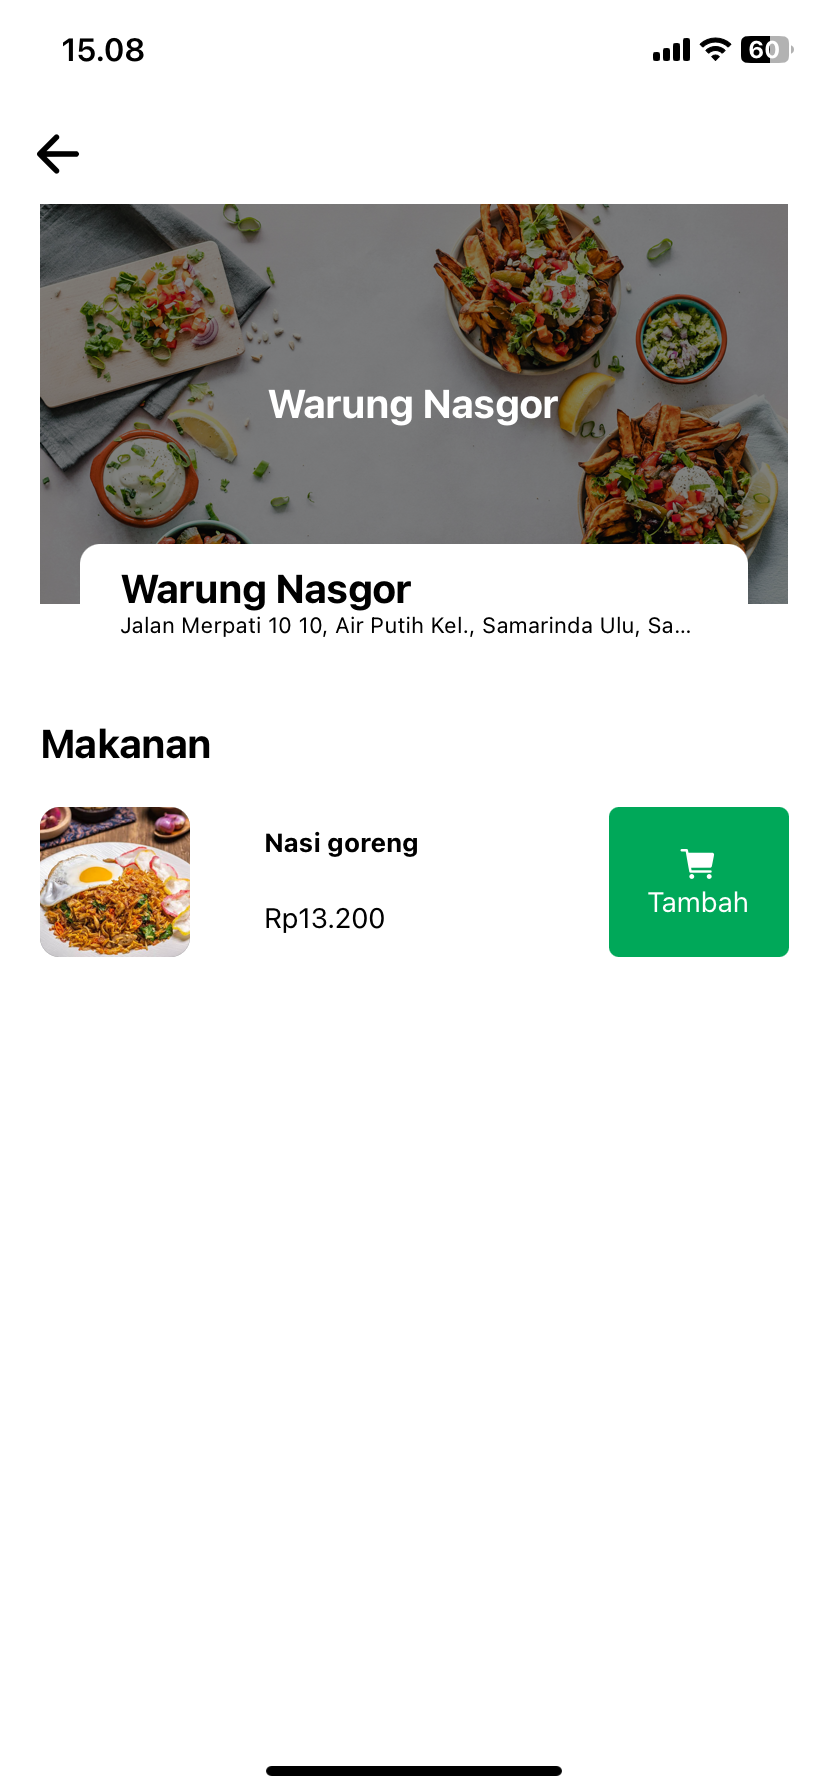 15.08
60
Warung Nasgor
Warung Nasgor
Jalan Merpati 10 10, Air Putih Kel., Samarinda Ulu, Sa...
Makanan
Nasi goreng
Rp13.200
Tambah